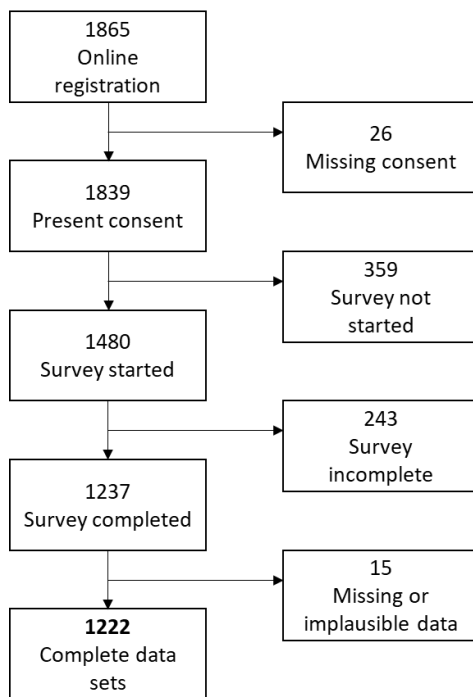 1865
Online
registration
26
Missing consent
1839
Present consent
359
Survey not
started
1480
Survey started
243
Survey
incomplete
1237
Survey completed
15
Missing or
implausible data
1222
Complete data
sets